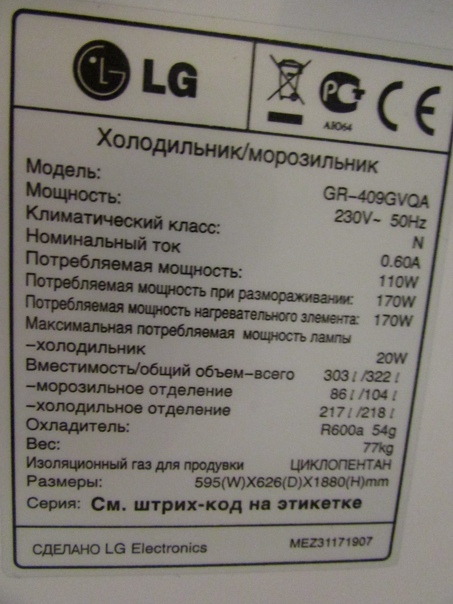 LG
АЮ64
Холодильник/морозильник
Модель: GR-409GVQA
Мощность: 230V~ 50Hz
Климатический класс: N
Номинальный ток 0.60A
Потребляемая мощность: 110W
Потребляемая мощность при размораживании: 170W
Потребляемая мощность нагревательного элемента: 170W
Максимальная потребляемая мощность лампы
-холодильник 20W
Вместимость/общий объем-всего 303 l /322 l
-морозильное отделение 86 l /104 l
-холодильное отделение 217 l /218 l
Охладитель: R600a 54g
Вес: 77kg
Изоляционный газ для продувки ЦИКЛОПЕНТАН
Размеры: 595(W)X626(D)X1880(H)mm
Серия: См. штрих-код на этикетке
СДЕЛАНО LG Electronics MEZ31171907